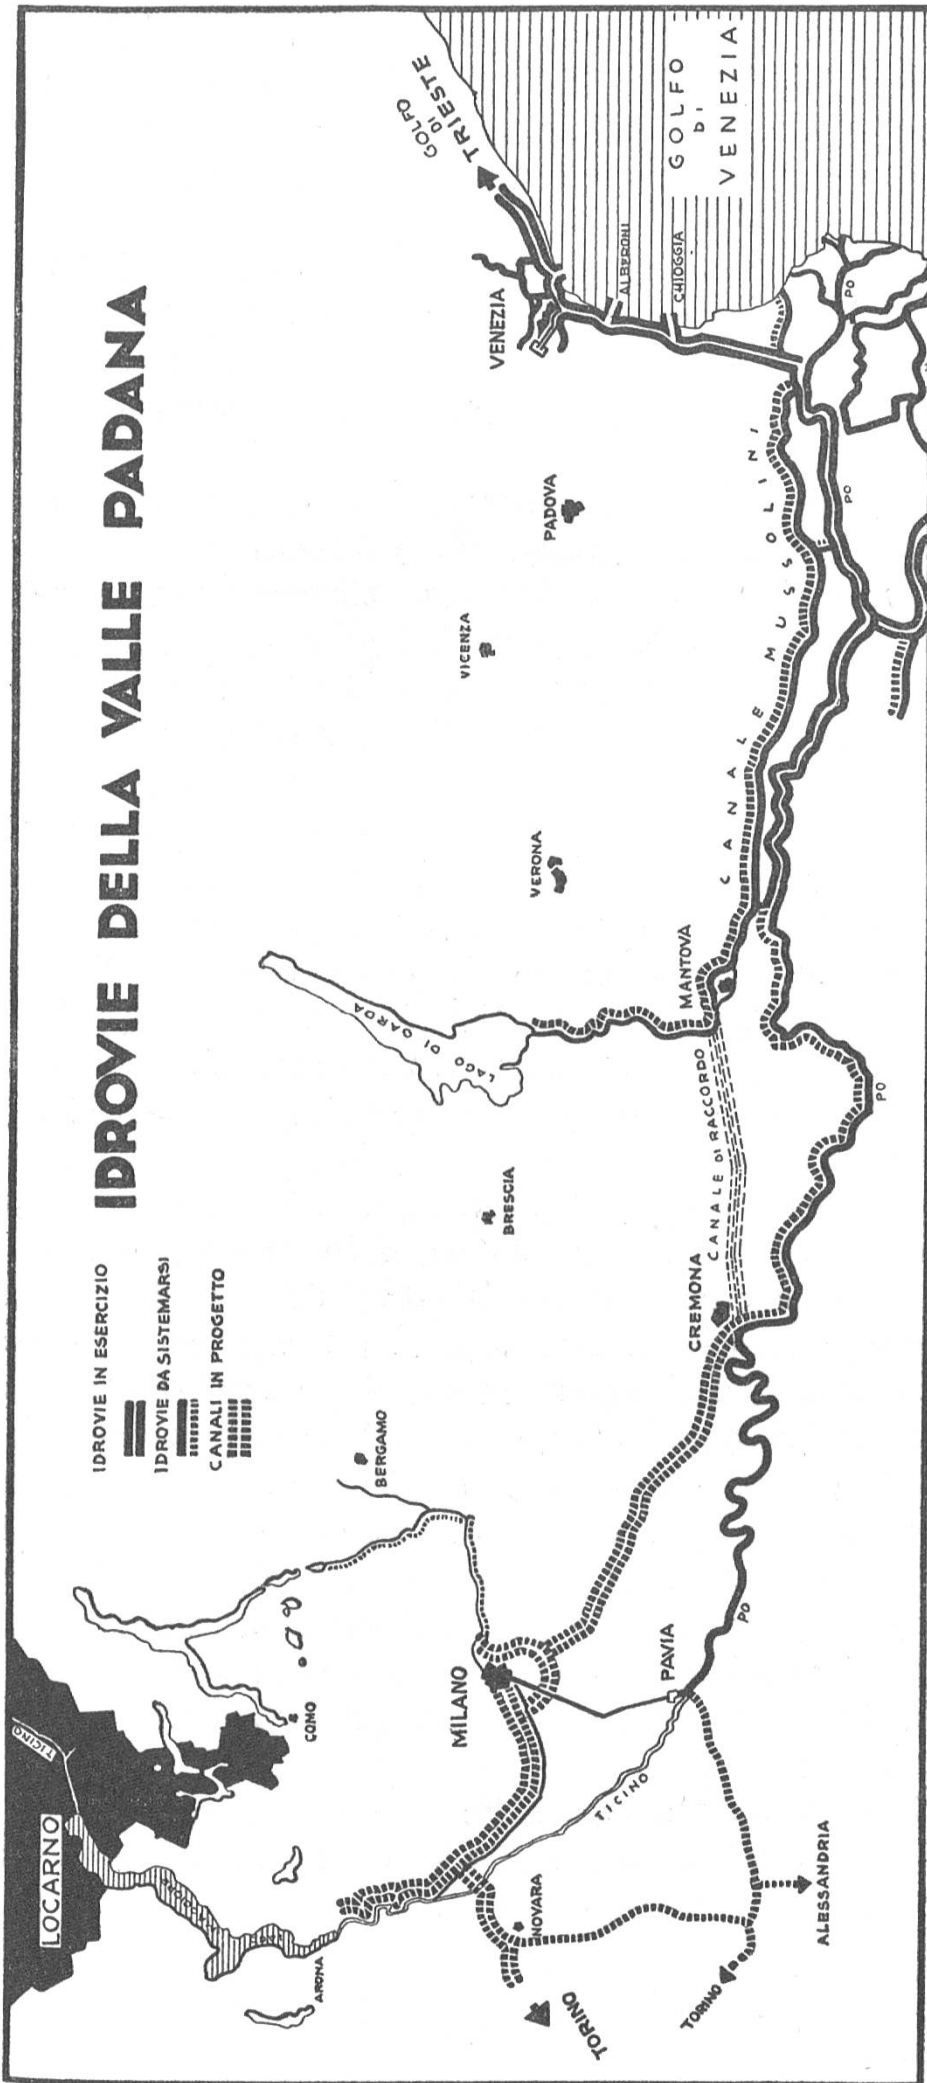 IDROVIE DELLA VALLE PADANA
IDROVIE IN ESERCIZIO
IDROVIE DA SISTEMARSI
CANALI IN PROGETTO
LOCARNO
TICINO
COMO
BERGAMO
ARONA
MILANO
NOVARA
TORINO
TICINO
PAVIA
TORINO
ALESSANDRIA
PO
CREMONA
BRESCIA
LAGO DI GARDA
CANALE DI RACCORDO
MANTOVA
PO
VERONA
VICENZA
PADOVA
CANALE MUSSOLINI
PO
PO
VENEZIA
ALBERONI
CHIOGGIA
GOLFO
DI
TRIESTE
GOLFO
DI
VENEZIA